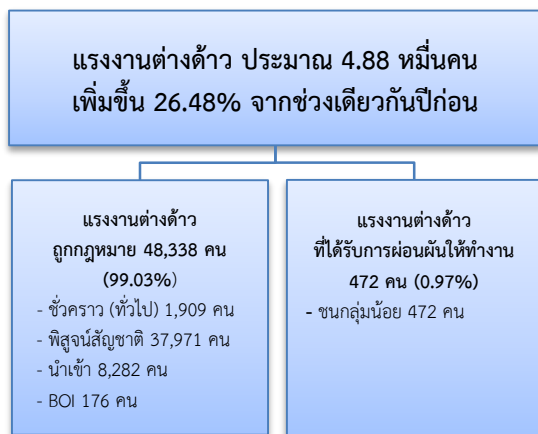 แรงงานต่างด้าว ประมาณ 4.88 หมื่นคน
เพิ่มขึ้น 26.48% จากช่วงเดียวกันปีก่อน
แรงงานต่างด้าว
ถูกกฎหมาย 48,338 คน
(99.03%)
- ชั่วคราว (ทั่วไป) 1,909 คน
- พิสูจน์สัญชาติ 37,971 คน
- นำเข้า 8,282 คน
- BOI 176 คน
แรงงานต่างด้าว
ที่ได้รับการผ่อนผันให้ทำงาน
472 คน (0.97%)
- ชนกลุ่มน้อย 472 คน